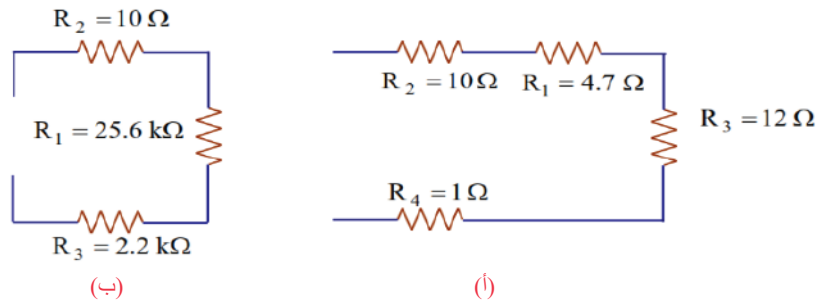 R₂ = 10 Ω
R₁ = 25.6 kΩ
R₃ = 2.2 kΩ
(ب)
R₂ = 10Ω
R₁ = 4.7 Ω
R₃ = 12 Ω
R₄ = 1 Ω
(أ)